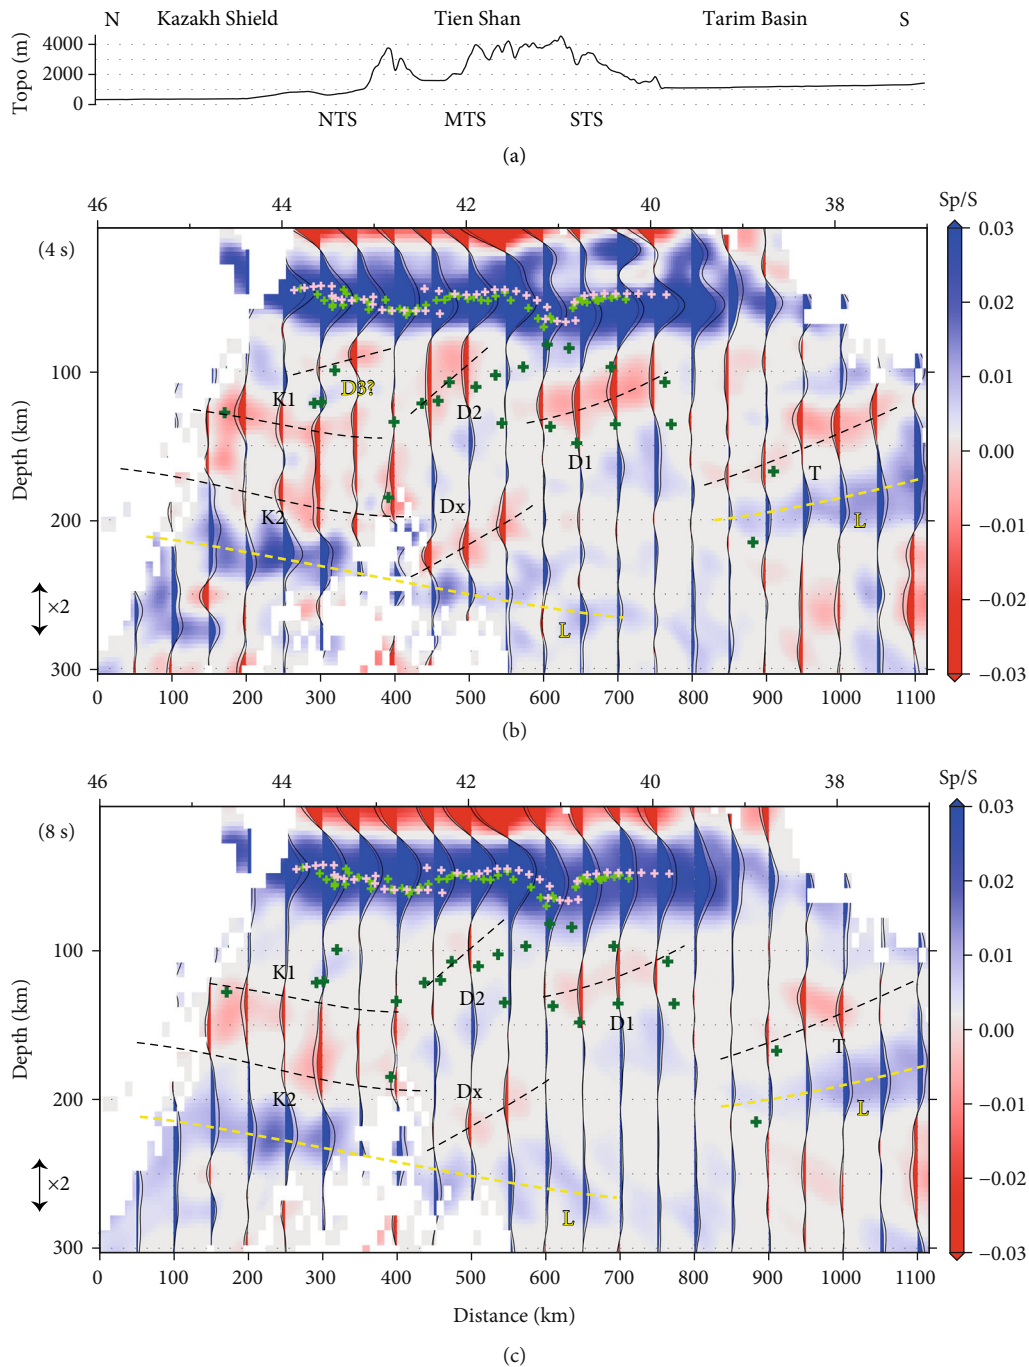 N Kazakh Shield Tien Shan Tarim Basin S
Topo (m)
4000
2000
0
NTS MTS STS
(a)
46 44 42 40 38 Sp/S
(4 s)
Depth (km)
100
200
300
×2
K1
D3?
D2
D1
K2
Dx
T
L
L
0.03
0.02
0.01
0.00
−0.01
−0.02
−0.03
0 100 200 300 400 500 600 700 800 900 1000 1100
(b)
46 44 42 40 38 Sp/S
(8 s)
Depth (km)
100
200
300
×2
K1
D2
D1
K2
Dx
T
L
L
0.03
0.02
0.01
0.00
−0.01
−0.02
−0.03
0 100 200 300 400 500 600 700 800 900 1000 1100
Distance (km)
(c)